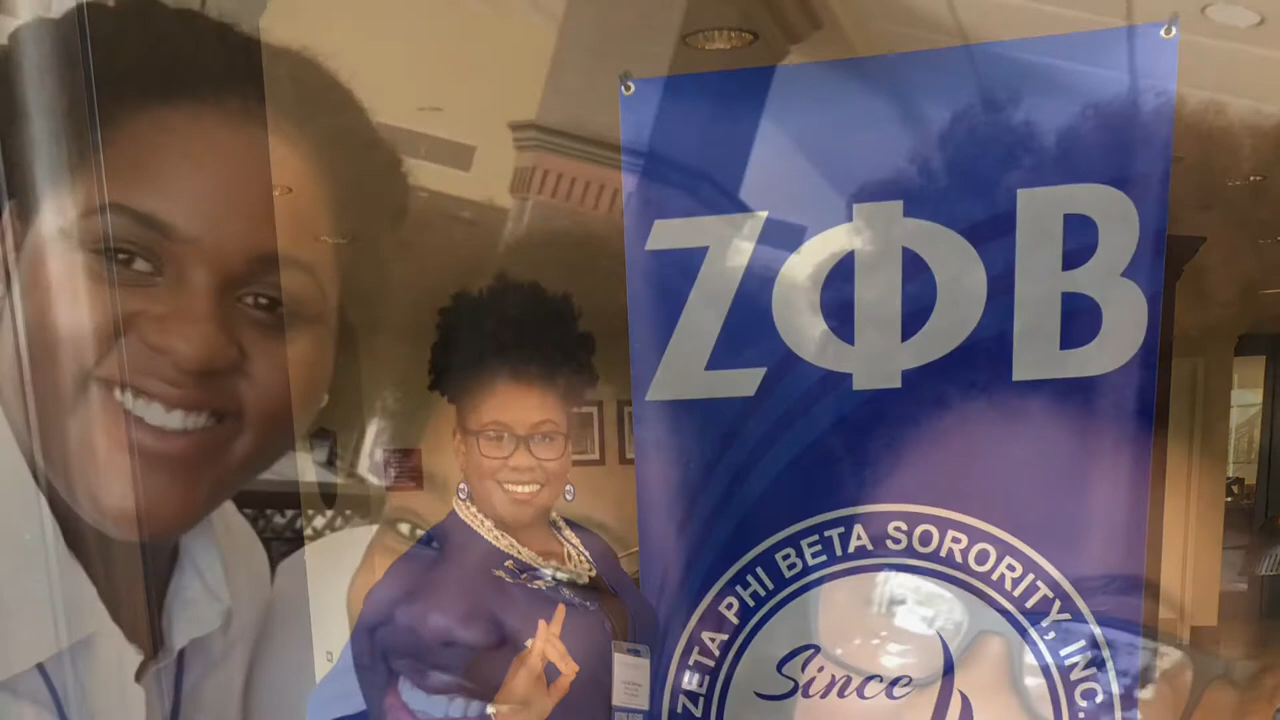 ΖΦΒ
ZETA PHI BETA SORORITY, INC.
Since